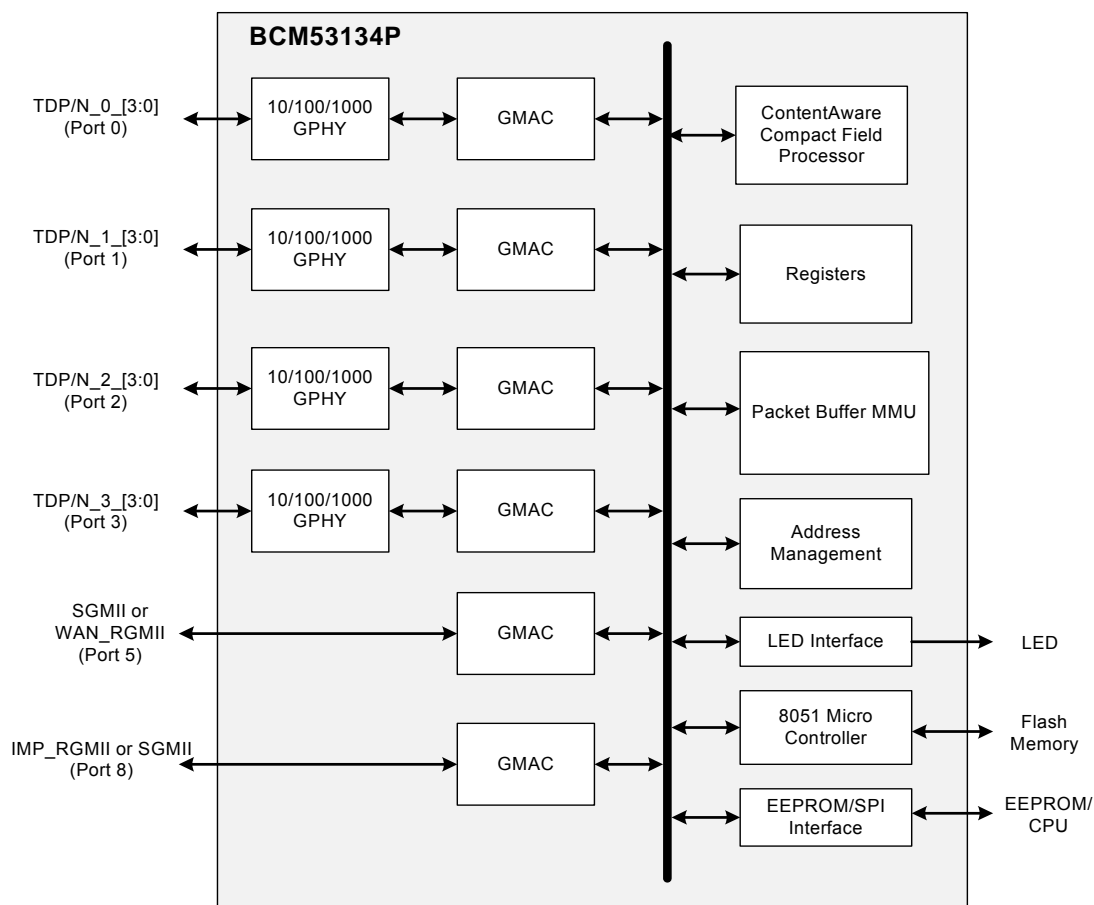 BCM53134P
TDP/N_0_[3:0]
(Port 0)
10/100/1000
GPHY
GMAC
ContentAware
Compact Field
Processor
TDP/N_1_[3:0]
(Port 1)
10/100/1000
GPHY
GMAC
Registers
TDP/N_2_[3:0]
(Port 2)
10/100/1000
GPHY
GMAC
Packet Buffer MMU
TDP/N_3_[3:0]
(Port 3)
10/100/1000
GPHY
GMAC
Address
Management
SGMII or
WAN_RGMII
(Port 5)
GMAC
LED Interface
LED
IMP_RGMII or SGMII
(Port 8)
GMAC
8051 Micro
Controller
Flash
Memory
EEPROM/SPI
Interface
EEPROM/
CPU